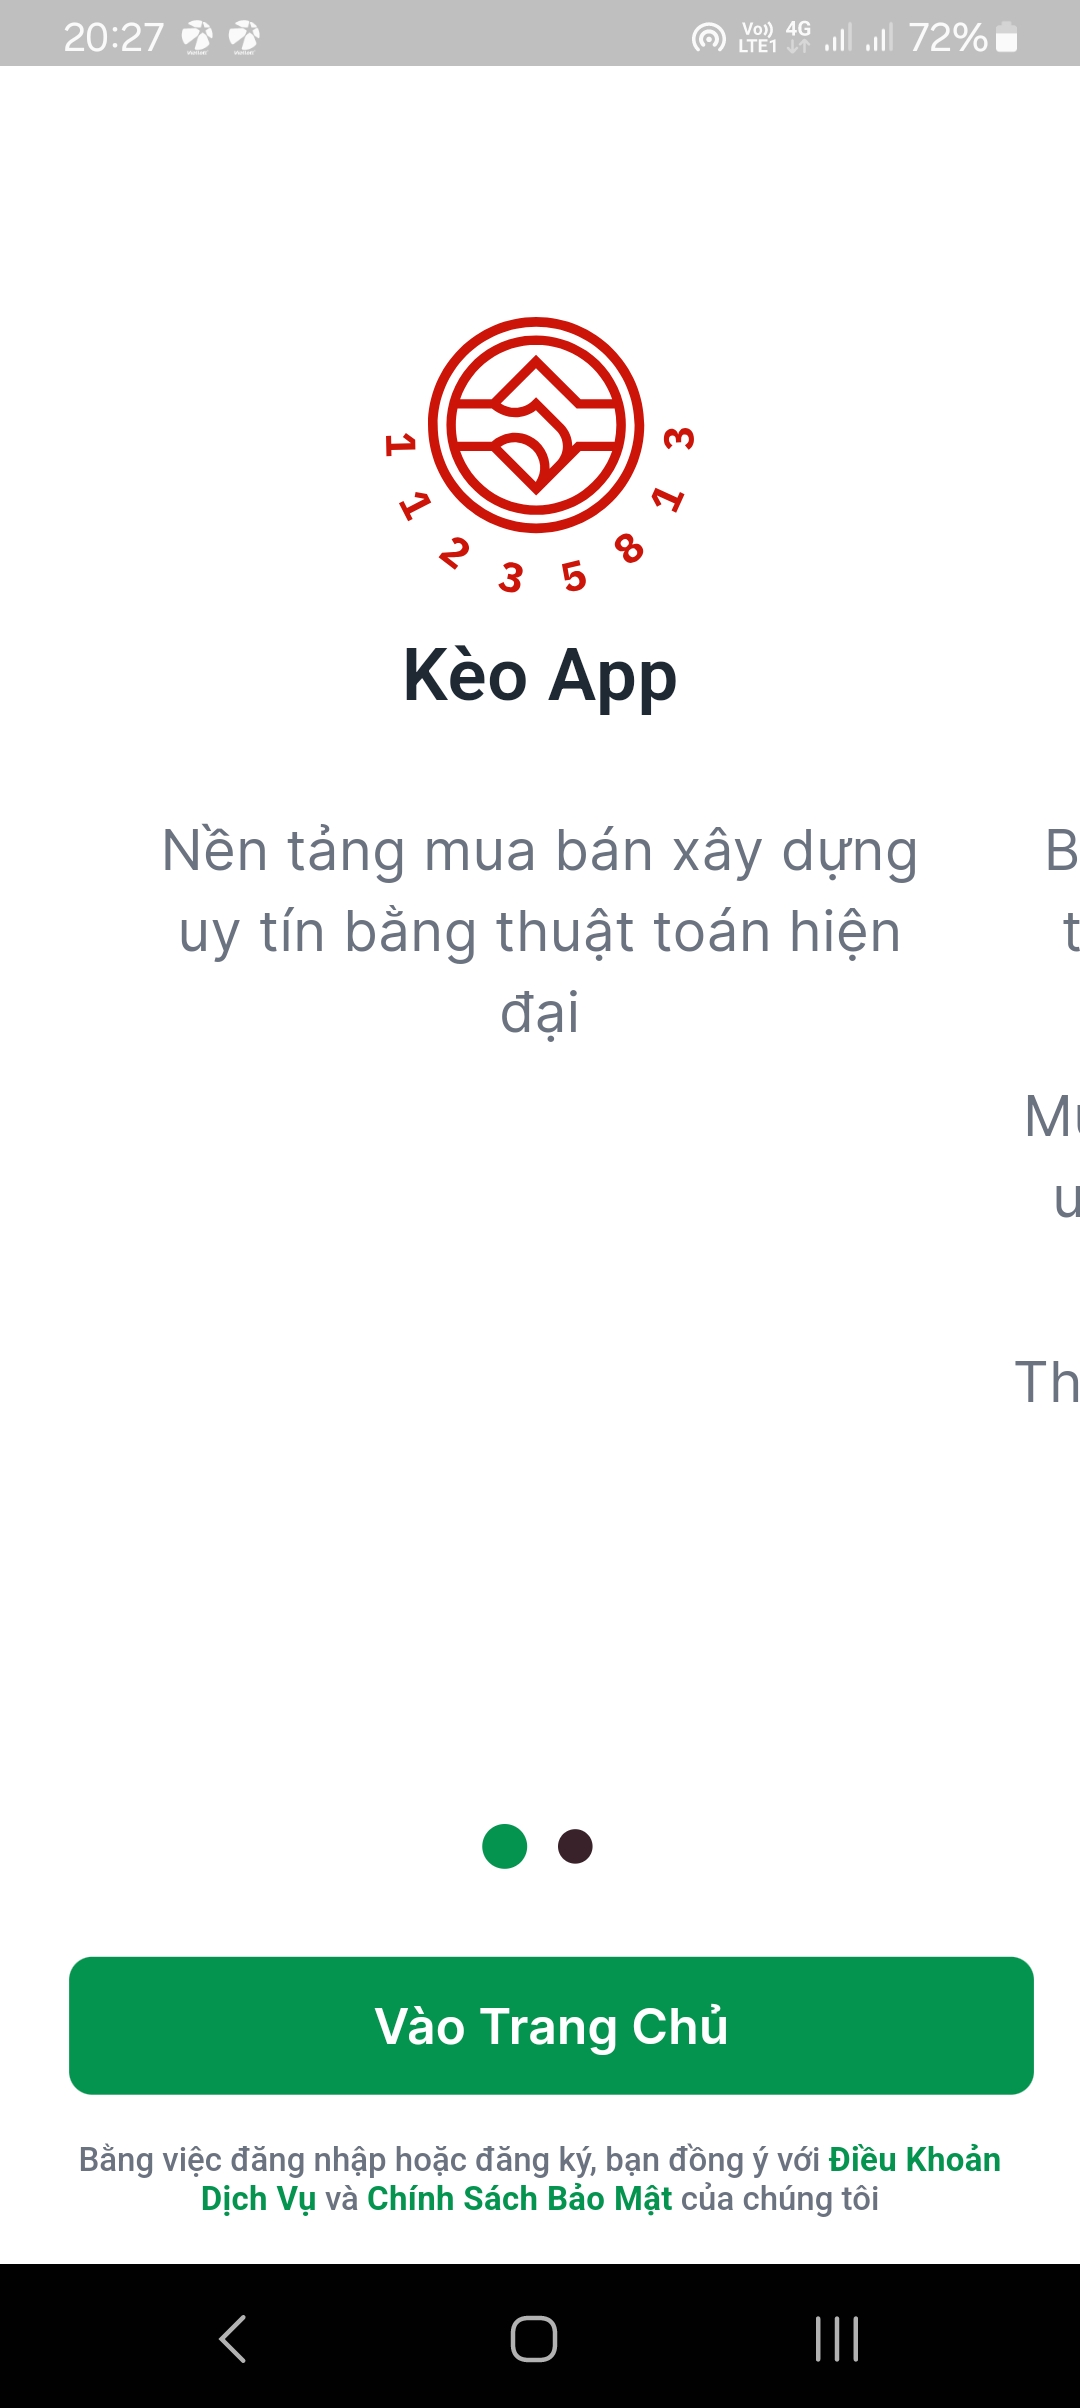 20:27
Vo))
LTE1
4G
72%
1 1 2 3 5 8 1 3
Kèo App
Nền tảng mua bán xây dựng
uy tín bằng thuật toán hiện
đại
B
t
Mu
u
Th
Vào Trang Chủ
Bằng việc đăng nhập hoặc đăng ký, bạn đồng ý với Điều Khoản
Dịch Vụ và Chính Sách Bảo Mật của chúng tôi